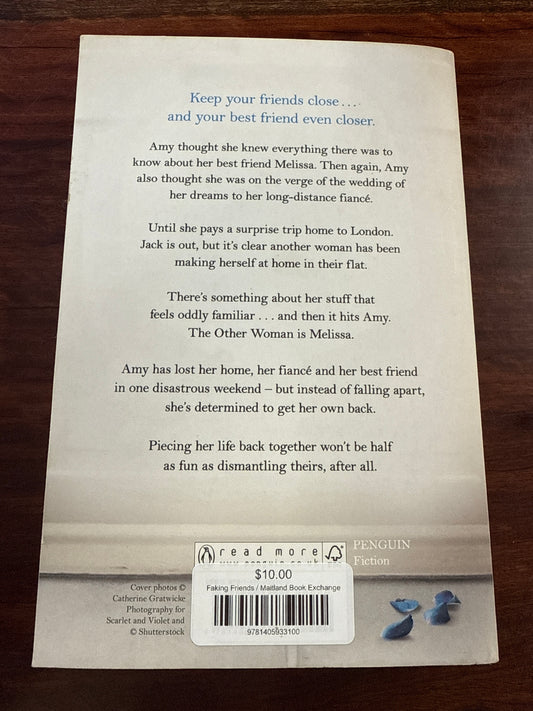 Keep your friends close...
and your best friend even closer.
Amy thought she knew everything there was to
know about her best friend Melissa. Then again, Amy
also thought she was on the verge of the wedding of
her dreams to her long-distance fiancé.
Until she pays a surprise trip home to London.
Jack is out, but it's clear another woman has been
making herself at home in their flat.
There's something about her stuff that
feels oddly familiar . . . and then it hits Amy.
The Other Woman is Melissa.
Amy has lost her home, her fiancé and her best friend
in one disastrous weekend – but instead of falling apart,
she's determined to get her own back.
Piecing her life back together won't be half
as fun as dismantling theirs, after all.
read more
PENGUIN
Fiction
Cover photos ©
Catherine Gratwicke
Photography for
Scarlet and Violet and
© Shutterstock
$10.00
Faking Friends / Maitland Book Exchange
9781405933100